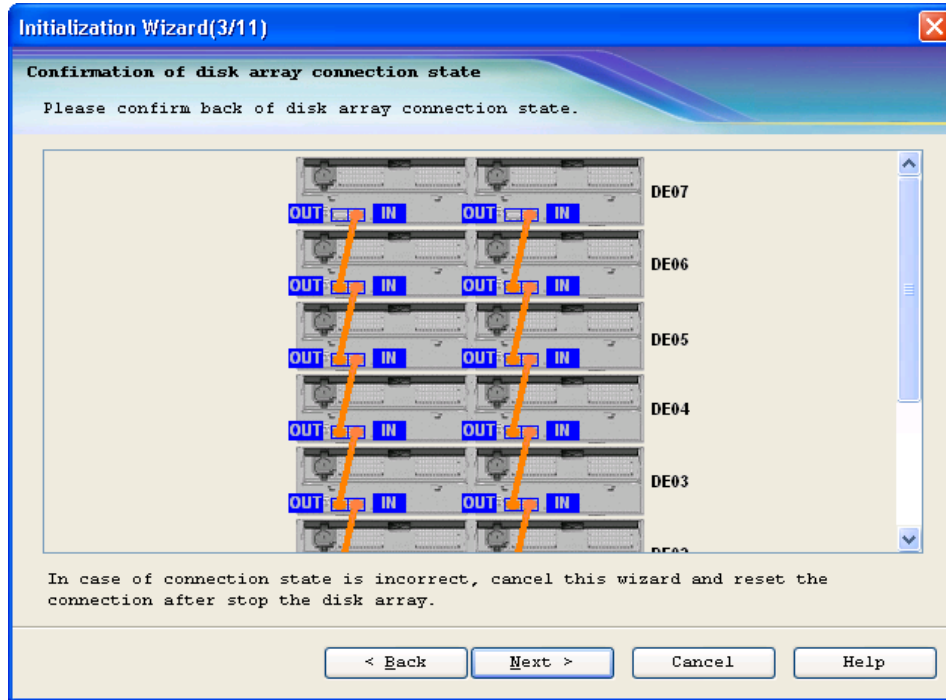 Initialization Wizard(3/11)
Confirmation of disk array connection state
Please confirm back of disk array connection state.
DE07
OUT IN OUT IN
DE06
OUT IN OUT IN
DE05
OUT IN OUT IN
DE04
OUT IN OUT IN
DE03
OUT IN OUT IN
In case of connection state is incorrect, cancel this wizard and reset the
connection after stop the disk array.
< Back Next > Cancel Help